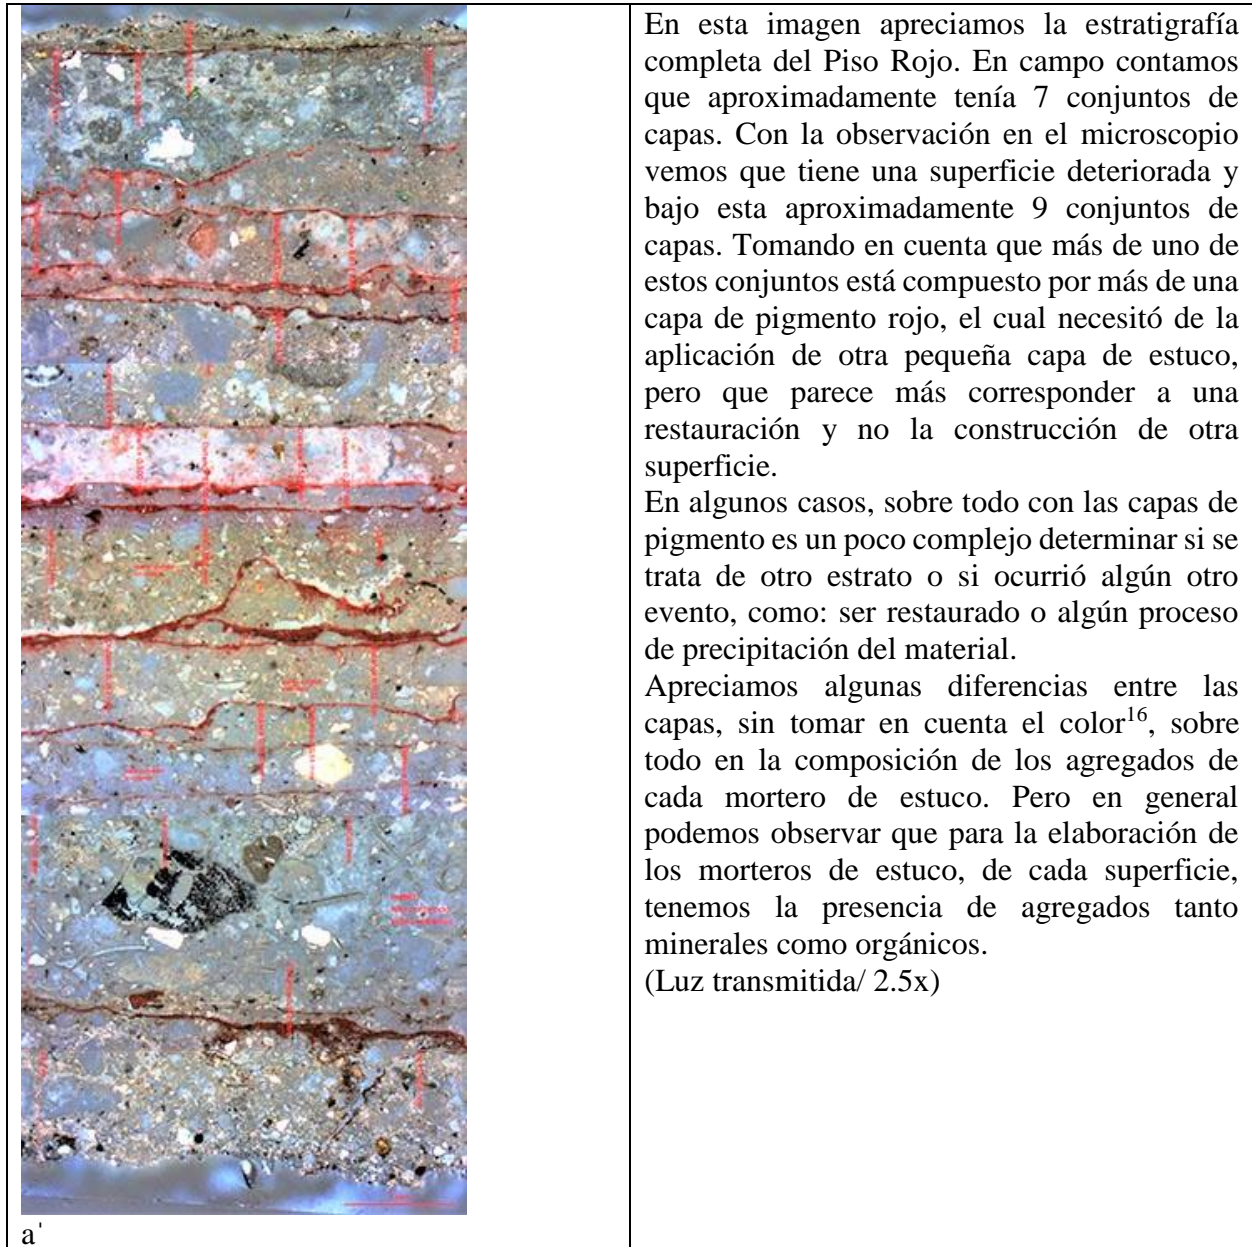 En esta imagen apreciamos la estratigrafía
completa del Piso Rojo. En campo contamos
que aproximadamente tenía 7 conjuntos de
capas. Con la observación en el microscopio
vemos que tiene una superficie deteriorada y
bajo esta aproximadamente 9 conjuntos de
capas. Tomando en cuenta que más de uno de
estos conjuntos está compuesto por más de una
capa de pigmento rojo, el cual necesitó de la
aplicación de otra pequeña capa de estuco,
pero que parece más corresponder a una
restauración y no la construcción de otra
superficie.
En algunos casos, sobre todo con las capas de
pigmento es un poco complejo determinar si se
trata de otro estrato o si ocurrió algún otro
evento, como: ser restaurado o algún proceso
de precipitación del material.
Apreciamos algunas diferencias entre las
capas, sin tomar en cuenta el color16, sobre
todo en la composición de los agregados de
cada mortero de estuco. Pero en general
podemos observar que para la elaboración de
los morteros de estuco, de cada superficie,
tenemos la presencia de agregados tanto
minerales como orgánicos.
(Luz transmitida/ 2.5x)
a'